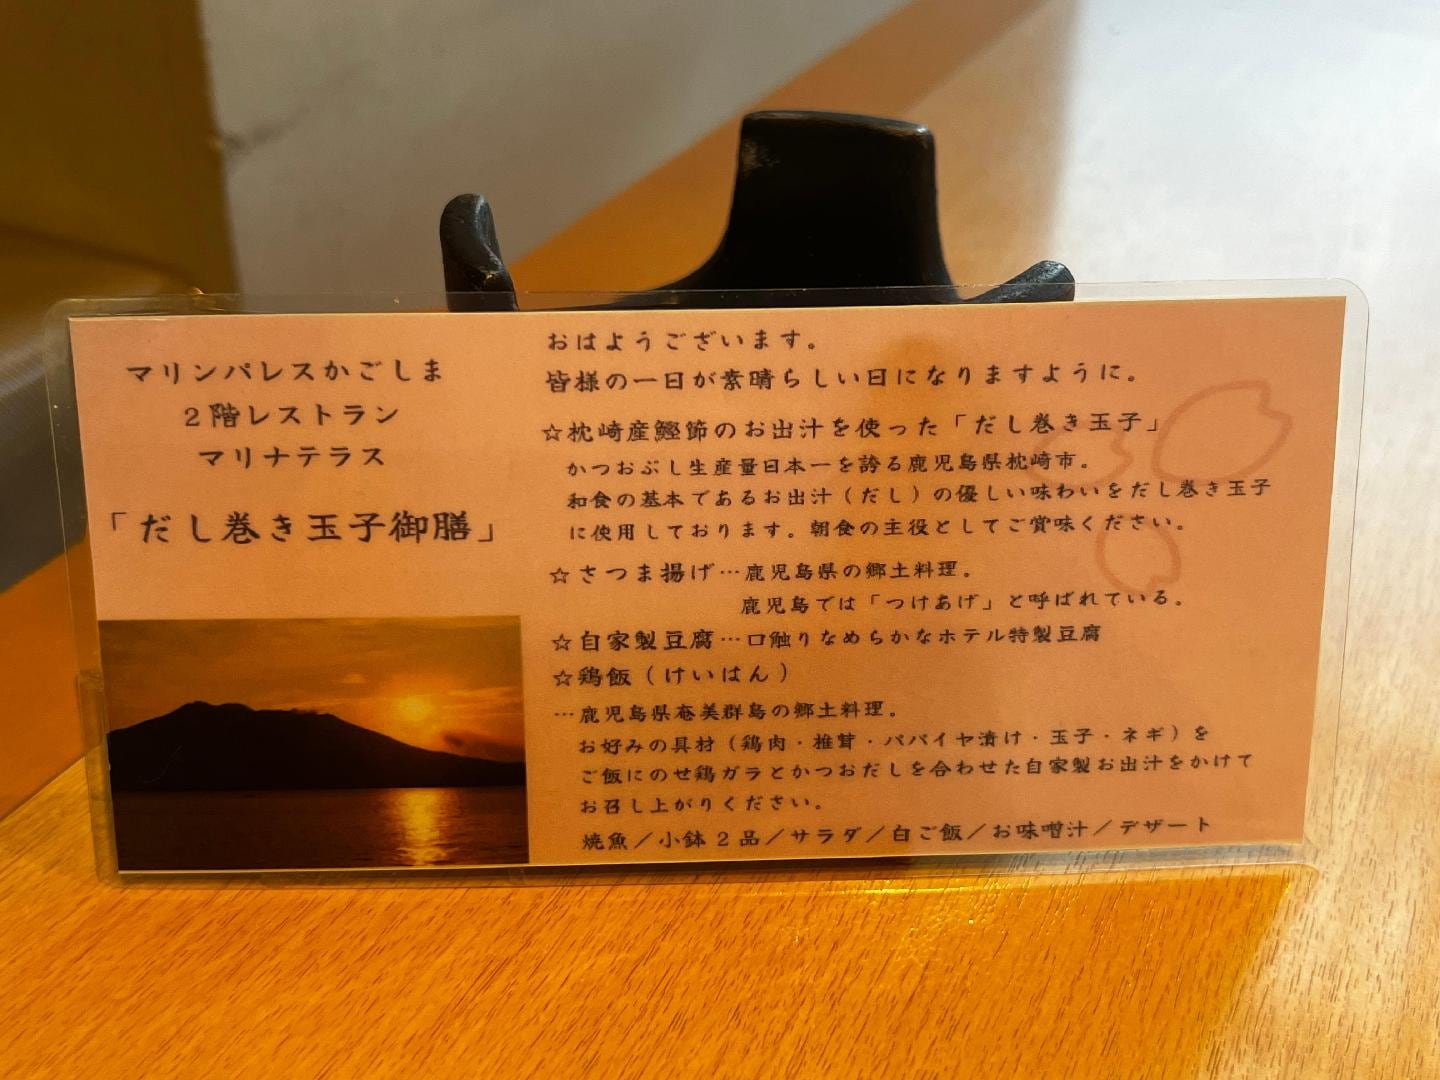 マリンパレスかごしま
２階レストラン
マリナテラス
「だし巻き玉子御膳」
おはようございます。
皆様の一日が素晴らしい日になりますように。
☆枕崎産鰹節のお出汁を使った「だし巻き玉子」
かつおぶし生産量日本一を誇る鹿児島県枕崎市。
和食の基本であるお出汁（だし）の優しい味わいをだし巻き玉子
に使用しております。朝食の主役としてご賞味ください。
☆さつま揚げ…鹿児島県の郷土料理。
鹿児島では「つけあげ」と呼ばれている。
☆自家製豆腐…口触りなめらかなホテル特製豆腐
☆鶏飯（けいはん）
…鹿児島県奄美群島の郷土料理。
お好みの具材（鶏肉・椎茸・パパイヤ漬け・玉子・ネギ）を
ご飯にのせ鶏ガラとかつおだしを合わせた自家製お出汁をかけて
お召し上がりください。
焼魚／小鉢２品／サラダ／白ご飯／お味噌汁／デザート